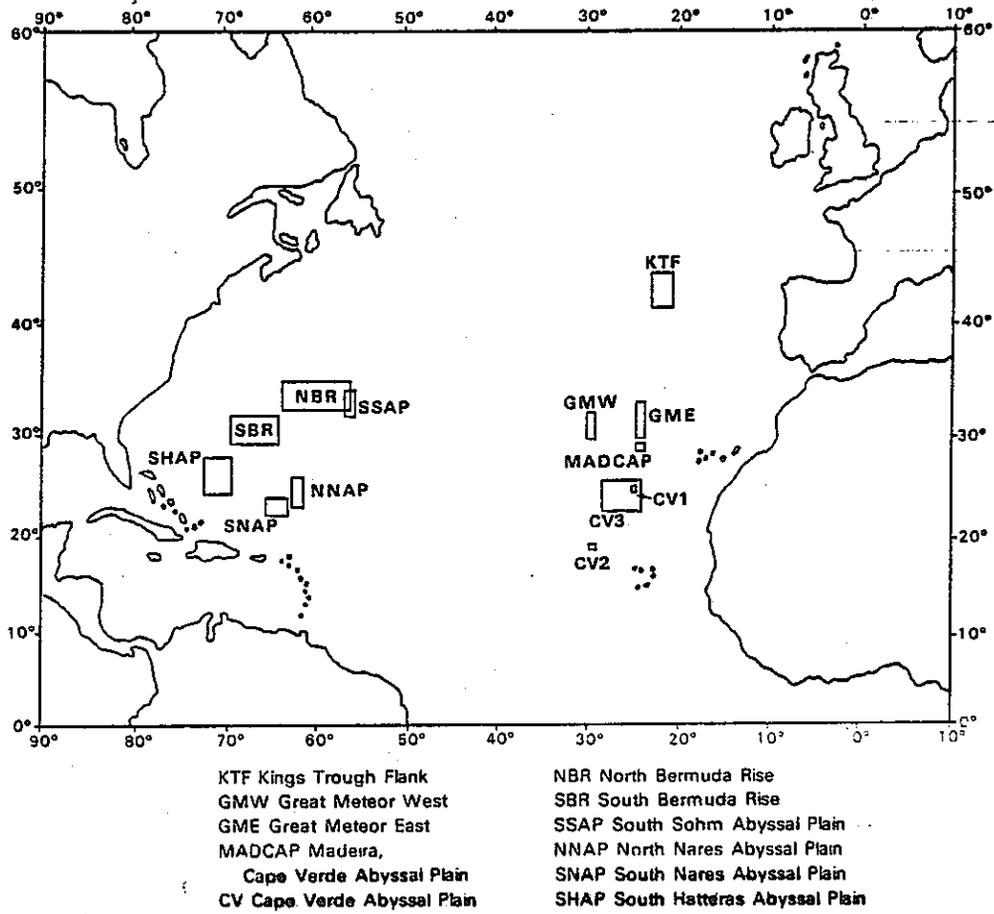 90° 80° 70° 60° 50° 40° 30° 20° 10° 0° 10°
60° 60°
50° 50°
KTF
40° 40°
NBR
GMW
SSAP
GME
SBR
30° 30°
SHAP
MADCAP
NNAP
CV1
SNAP
CV3
20° 20°
CV2
10° 10°
0° 0°
90° 80° 70° 60° 50° 40° 30° 20° 10° 0° 10°
KTF Kings Trough Flank
GMW Great Meteor West
GME Great Meteor East
MADCAP Madeira,
Cape Verde Abyssal Plain
CV Cape Verde Abyssal Plain
NBR North Bermuda Rise
SBR South Bermuda Rise
SSAP South Sohm Abyssal Plain
NNAP North Nares Abyssal Plain
SNAP South Nares Abyssal Plain
SHAP South Hatteras Abyssal Plain